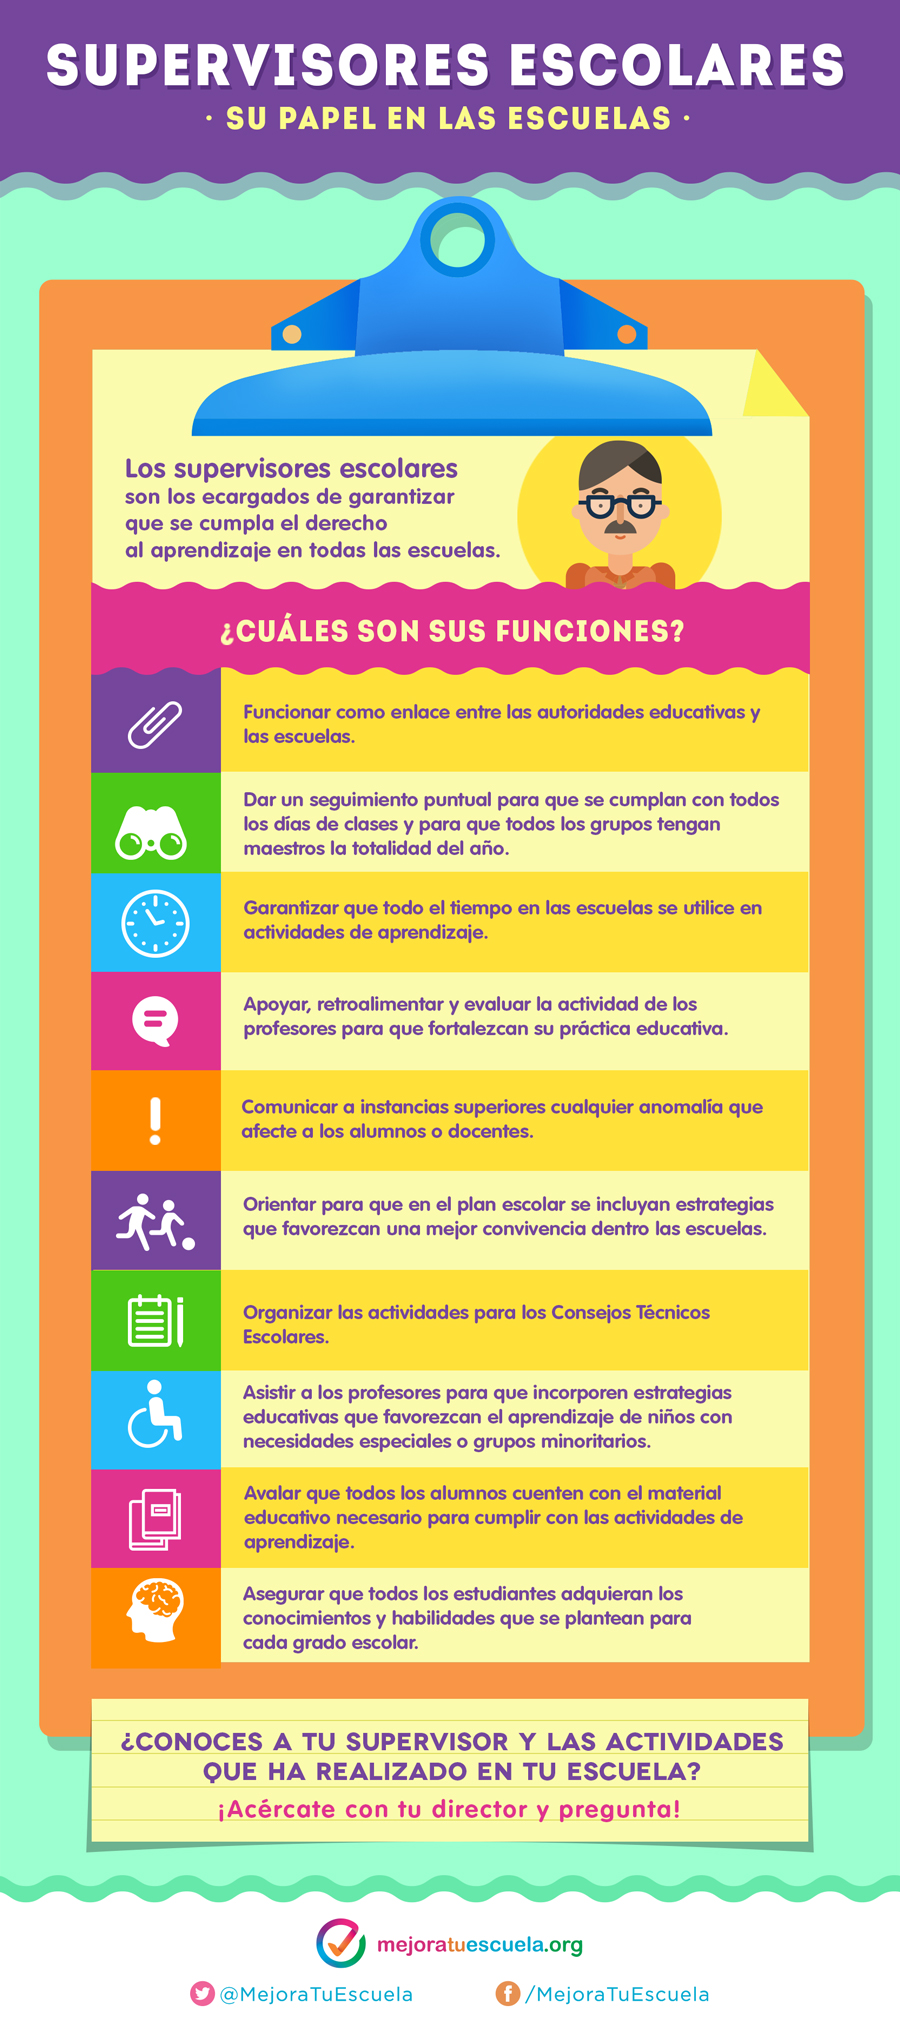 SUPERVISORES ESCOLARES
· SU PAPEL EN LAS ESCUELAS ·
Los supervisores escolares
son los ecargados de garantizar
que se cumpla el derecho
al aprendizaje en todas las escuelas.
¿CUÁLES SON SUS FUNCIONES?
Funcionar como enlace entre las autoridades educativas y
las escuelas.
Dar un seguimiento puntual para que se cumplan con todos
los días de clases y para que todos los grupos tengan
maestros la totalidad del año.
Garantizar que todo el tiempo en las escuelas se utilice en
actividades de aprendizaje.
Apoyar, retroalimentar y evaluar la actividad de los
profesores para que fortalezcan su práctica educativa.
Comunicar a instancias superiores cualquier anomalía que
afecte a los alumnos o docentes.
Orientar para que en el plan escolar se incluyan estrategias
que favorezcan una mejor convivencia dentro las escuelas.
Organizar las actividades para los Consejos Técnicos
Escolares.
Asistir a los profesores para que incorporen estrategias
educativas que favorezcan el aprendizaje de niños con
necesidades especiales o grupos minoritarios.
Avalar que todos los alumnos cuenten con el material
educativo necesario para cumplir con las actividades de
aprendizaje.
Asegurar que todos los estudiantes adquieran los
conocimientos y habilidades que se plantean para
cada grado escolar.
¿CONOCES A TU SUPERVISOR Y LAS ACTIVIDADES
QUE HA REALIZADO EN TU ESCUELA?
¡Acércate con tu director y pregunta!
mejoratuescuela.org
@MejoraTuEscuela
/MejoraTuEscuela